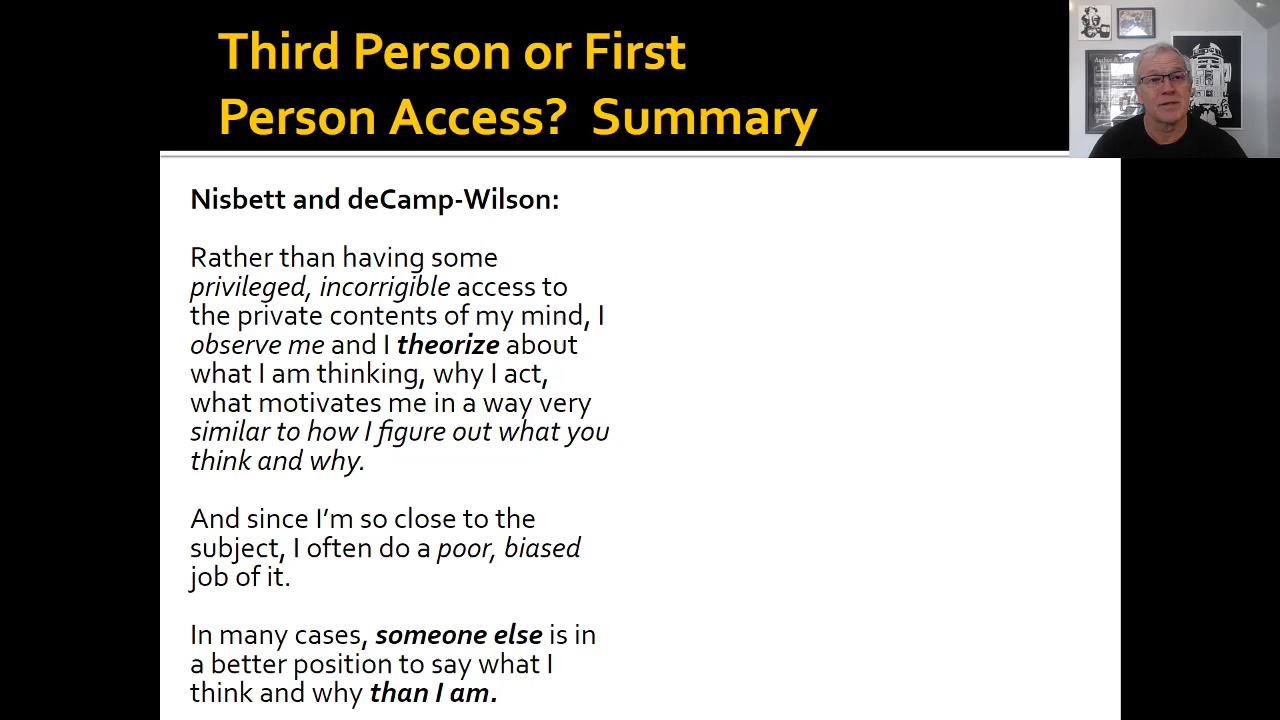 Third Person or First
Person Access? Summary
Nisbett and deCamp-Wilson:
Rather than having some
privileged, incorrigible access to
the private contents of my mind, I
observe me and I theorize about
what I am thinking, why I act,
what motivates me in a way very
similar to how I figure out what you
think and why.
And since I'm so close to the
subject, I often do a poor, biased
job of it.
In many cases, someone else is in
a better position to say what I
think and why than I am.